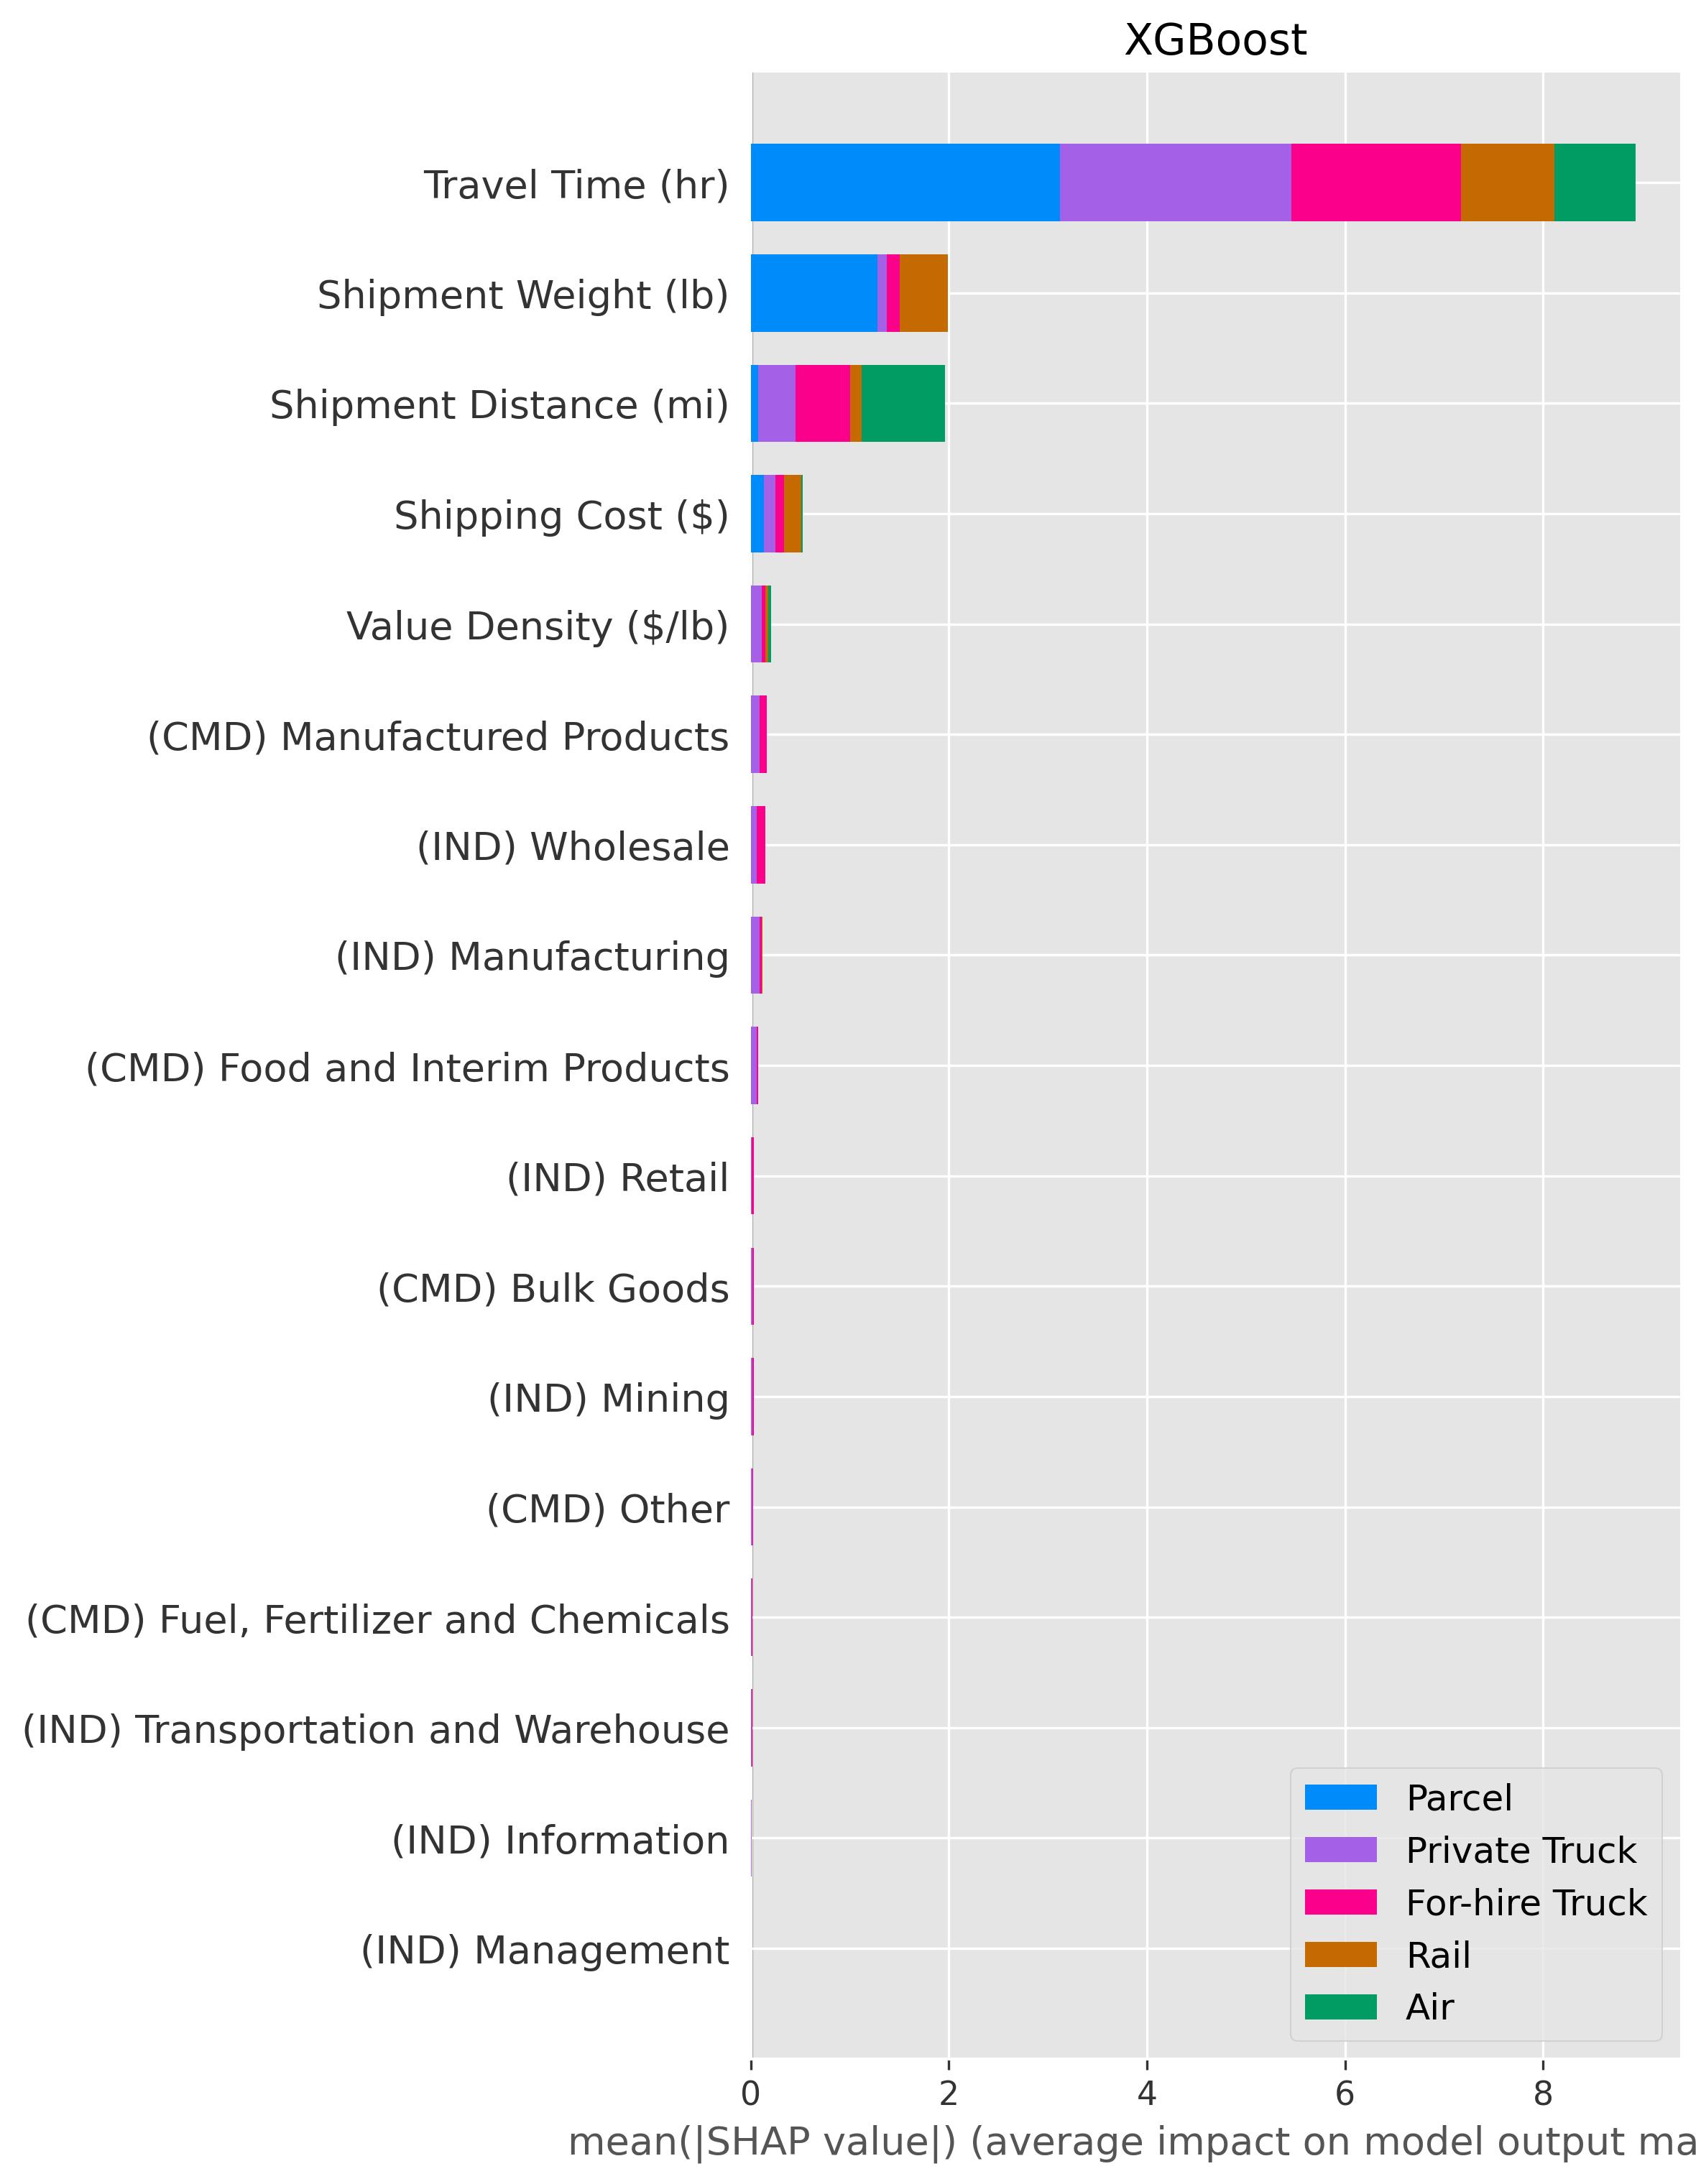 XGBoost
Travel Time (hr)
Shipment Weight (lb)
Shipment Distance (mi)
Shipping Cost ($)
Value Density ($/lb)
(CMD) Manufactured Products
(IND) Wholesale
(IND) Manufacturing
(CMD) Food and Interim Products
(IND) Retail
(CMD) Bulk Goods
(IND) Mining
(CMD) Other
(CMD) Fuel, Fertilizer and Chemicals
(IND) Transportation and Warehouse
(IND) Information
(IND) Management
Parcel
Private Truck
For-hire Truck
Rail
Air
0 2 4 6 8
mean(|SHAP value|) (average impact on model output ma